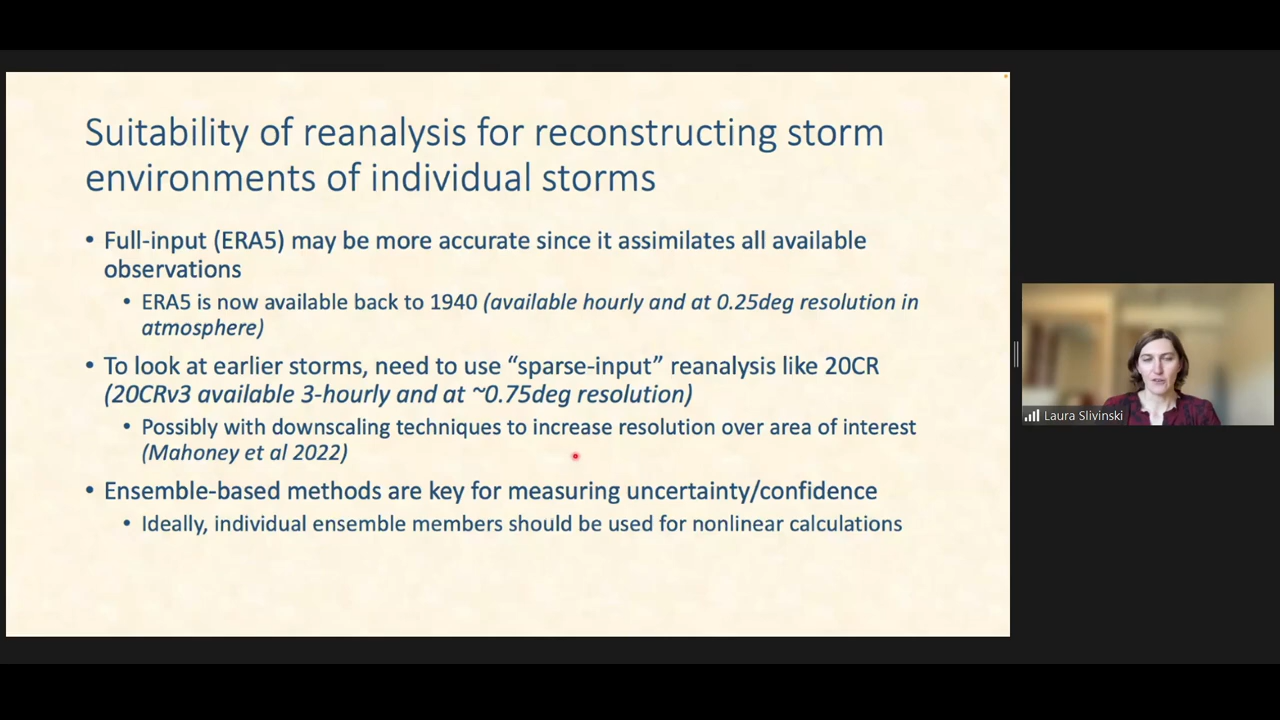 Suitability of reanalysis for reconstructing storm
environments of individual storms
• Full-input (ERA5) may be more accurate since it assimilates all available
observations
• ERA5 is now available back to 1940 (available hourly and at 0.25deg resolution in
atmosphere)
• To look at earlier storms, need to use “sparse-input” reanalysis like 20CR
(20CRv3 available 3-hourly and at ~0.75deg resolution)
• Possibly with downscaling techniques to increase resolution over area of interest
(Mahoney et al 2022)
• Ensemble-based methods are key for measuring uncertainty/confidence
• Ideally, individual ensemble members should be used for nonlinear calculations
Laura Slivinski